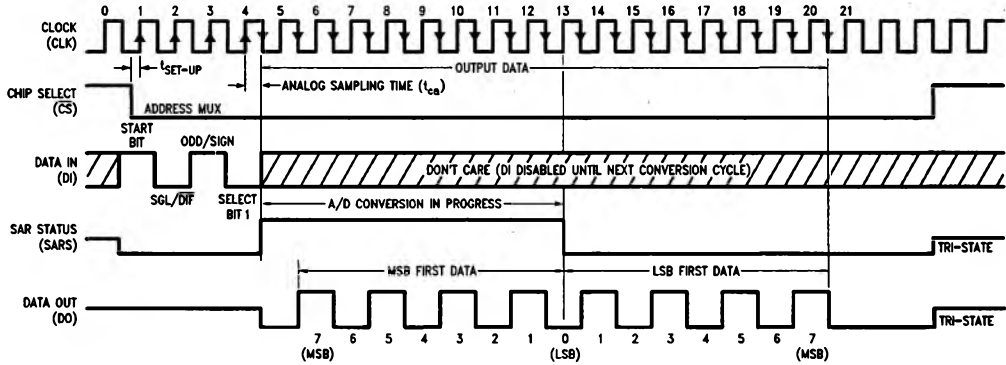 0 1 2 3 4 5 6 7 8 9 10 11 12 13 14 15 16 17 18 19 20 21
CLOCK
(CLK)
tSET-UP
OUTPUT DATA
ANALOG SAMPLING TIME (tca)
CHIP SELECT
(CS)
ADDRESS MUX
START
BIT
ODD/SIGN
DATA IN
(DI)
DON'T CARE (DI DISABLED UNTIL NEXT CONVERSION CYCLE)
SGL/DIF
SELECT
BIT 1
A/D CONVERSION IN PROGRESS
SAR STATUS
(SARS)
TRI-STATE
MSB FIRST DATA
LSB FIRST DATA
DATA OUT
(DO)
TRI-STATE
7 6 5 4 3 2 1 0 1 2 3 4 5 6 7
(MSB) (LSB) (MSB)